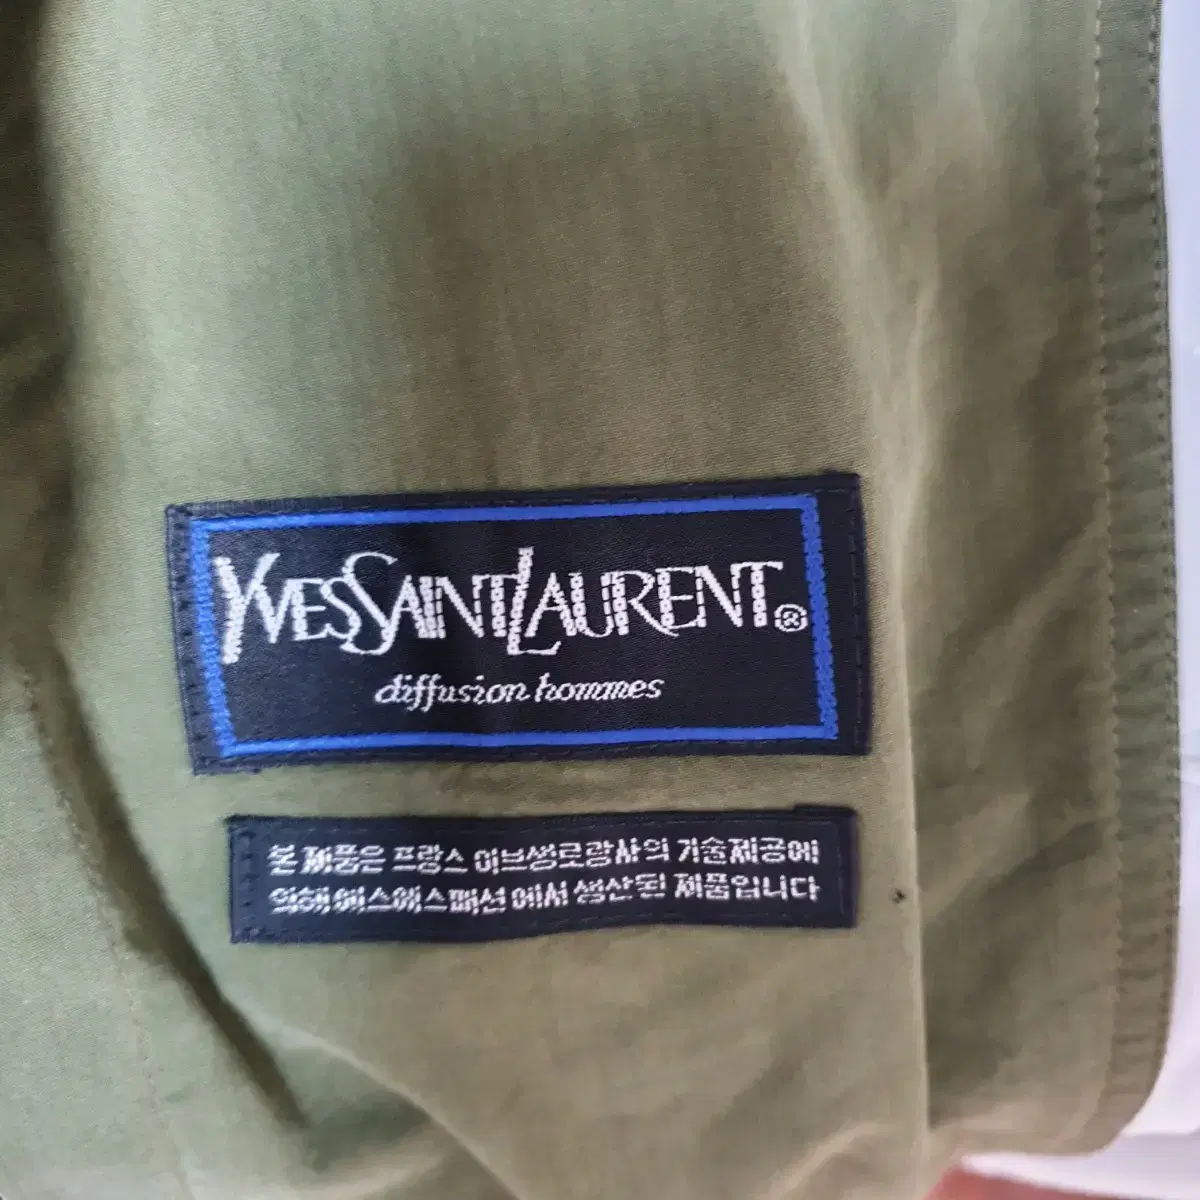 YVESSAINTLAURENT®
diffusion hommes
본 제품은 프랑스 이브생로랑사의 기술제공에
의해 에스에스패션에서 생산된 제품입니다